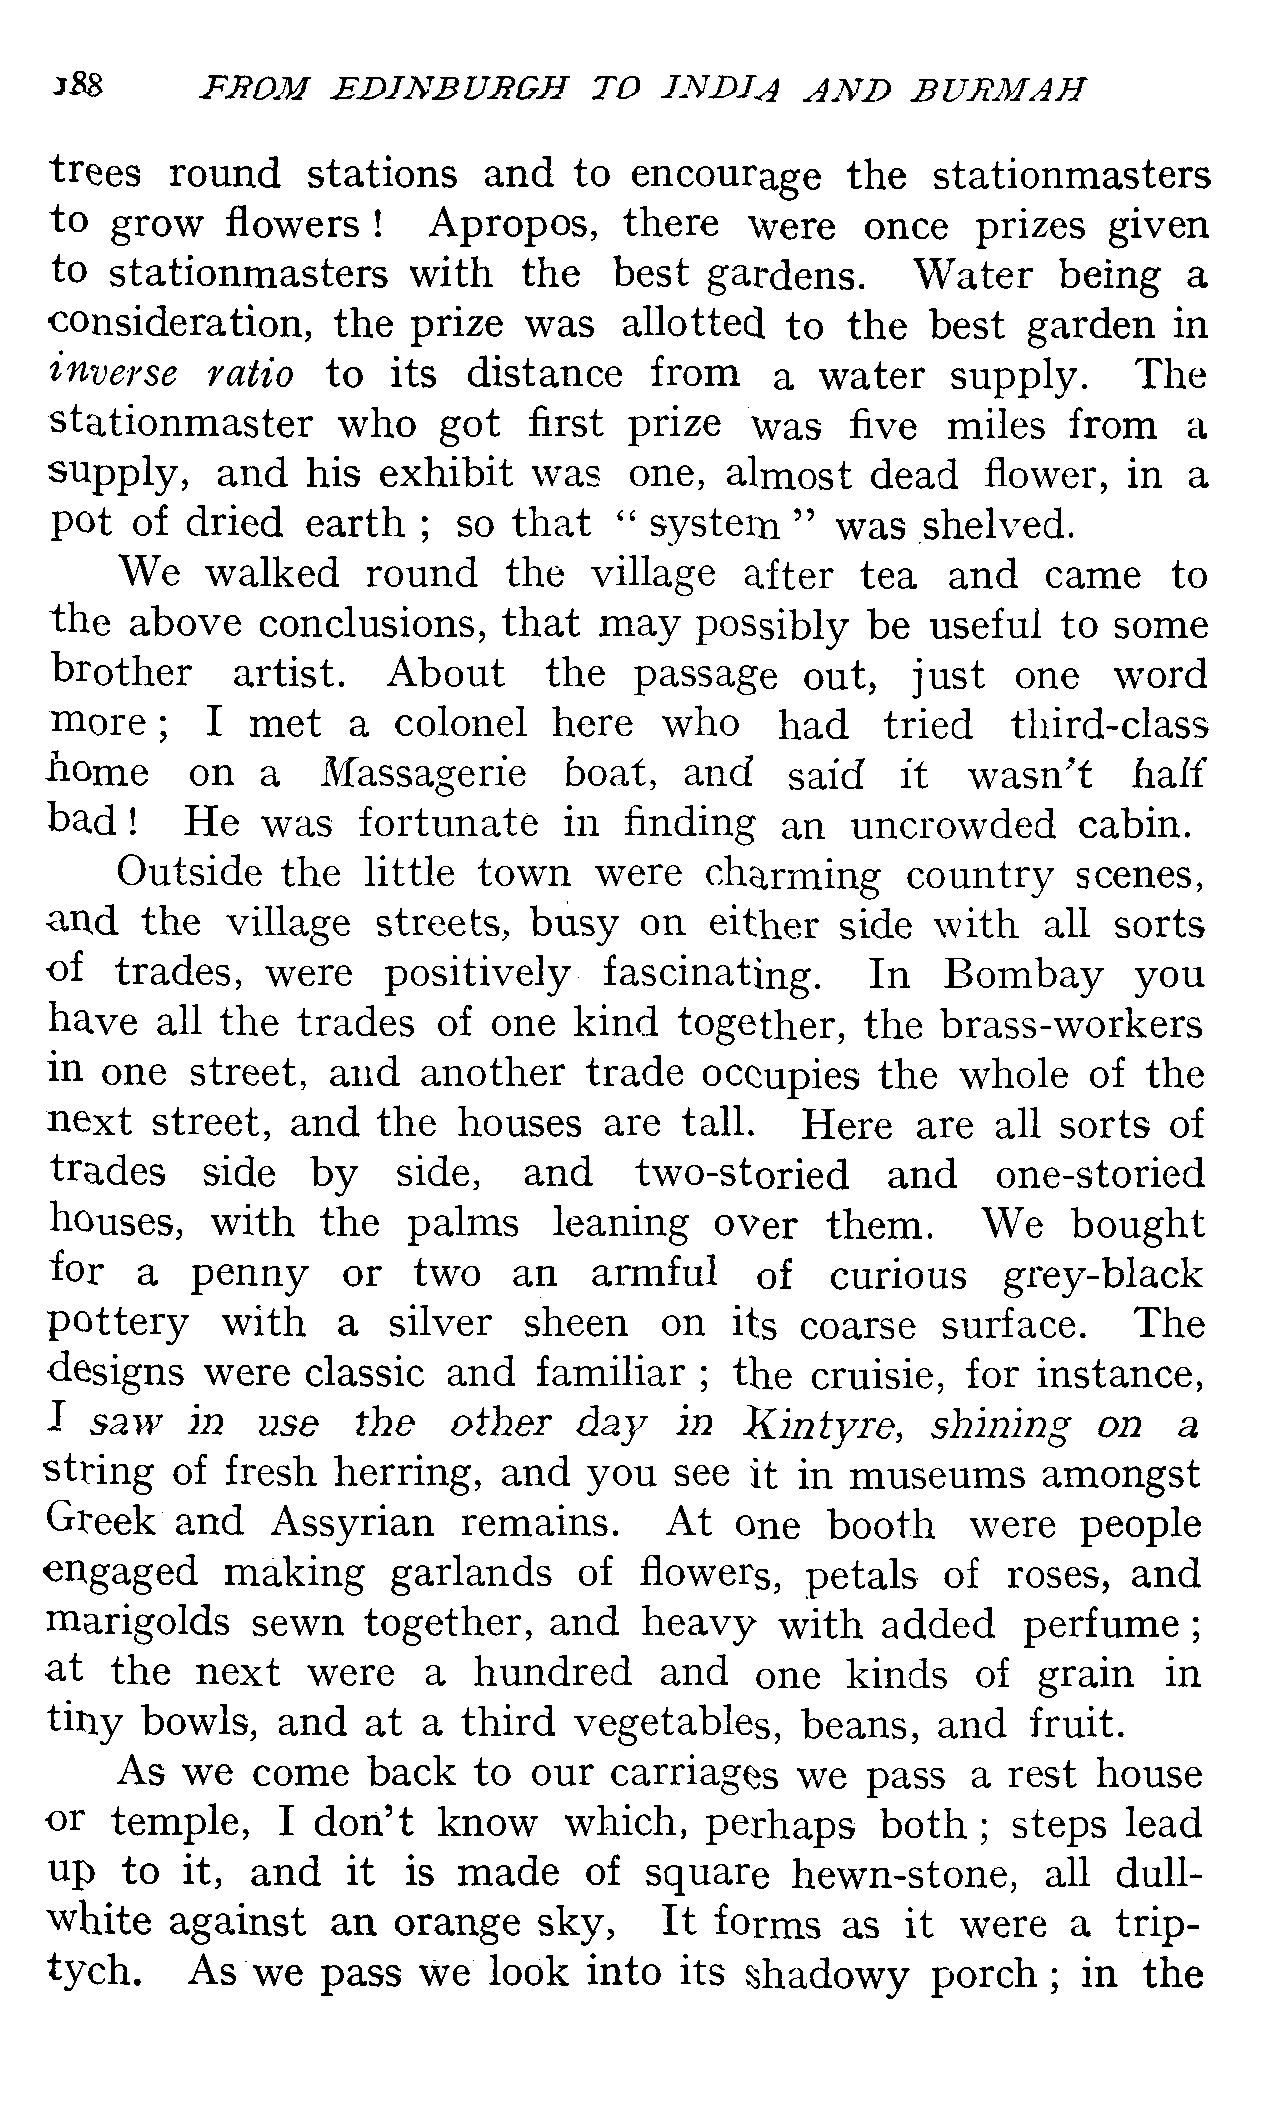 188 FROM EDINBURGH TO INDIA AND BURMAH
trees round stations and to encourage the stationmasters
to grow flowers ! Apropos, there were once prizes given
to stationmasters with the best gardens. Water being a
consideration, the prize was allotted to the best garden in
inverse ratio to its distance from a water supply. The
stationmaster who got first prize was five miles from a
supply, and his exhibit was one, almost dead flower, in a
pot of dried earth ; so that “ system ” was shelved.
We walked round the village after tea and came to
the above conclusions, that may possibly be useful to some
brother artist. About the passage out, just one word
more ; I met a colonel here who had tried third-class
home on a Massagerie boat, and said it wasn’t half
bad ! He was fortunate in finding an uncrowded cabin.
Outside the little town were charming country scenes,
and the village streets, busy on either side with all sorts
of trades, were positively fascinating. In Bombay you
have all the trades of one kind together, the brass-workers
in one street, and another trade occupies the whole of the
next street, and the houses are tall. Here are all sorts of
trades side by side, and two-storied and one-storied
houses, with the palms leaning over them. We bought
for a penny or two an armful of curious grey-black
pottery with a silver sheen on its coarse surface. The
designs were classic and familiar ; the cruisie, for instance,
I saw in use the other day in Kintyre, shining on a
string of fresh herring, and you see it in museums amongst
Greek and Assyrian remains. At one booth were people
engaged making garlands of flowers, petals of roses, and
marigolds sewn together, and heavy with added perfume ;
at the next were a hundred and one kinds of grain in
tiny bowls, and at a third vegetables, beans, and fruit.
As we come back to our carriages we pass a rest house
or temple, I don’t know which, perhaps both ; steps lead
up to it, and it is made of square hewn-stone, all dull-
white against an orange sky, It forms as it were a trip-
tych. As we pass we look into its shadowy porch ; in the